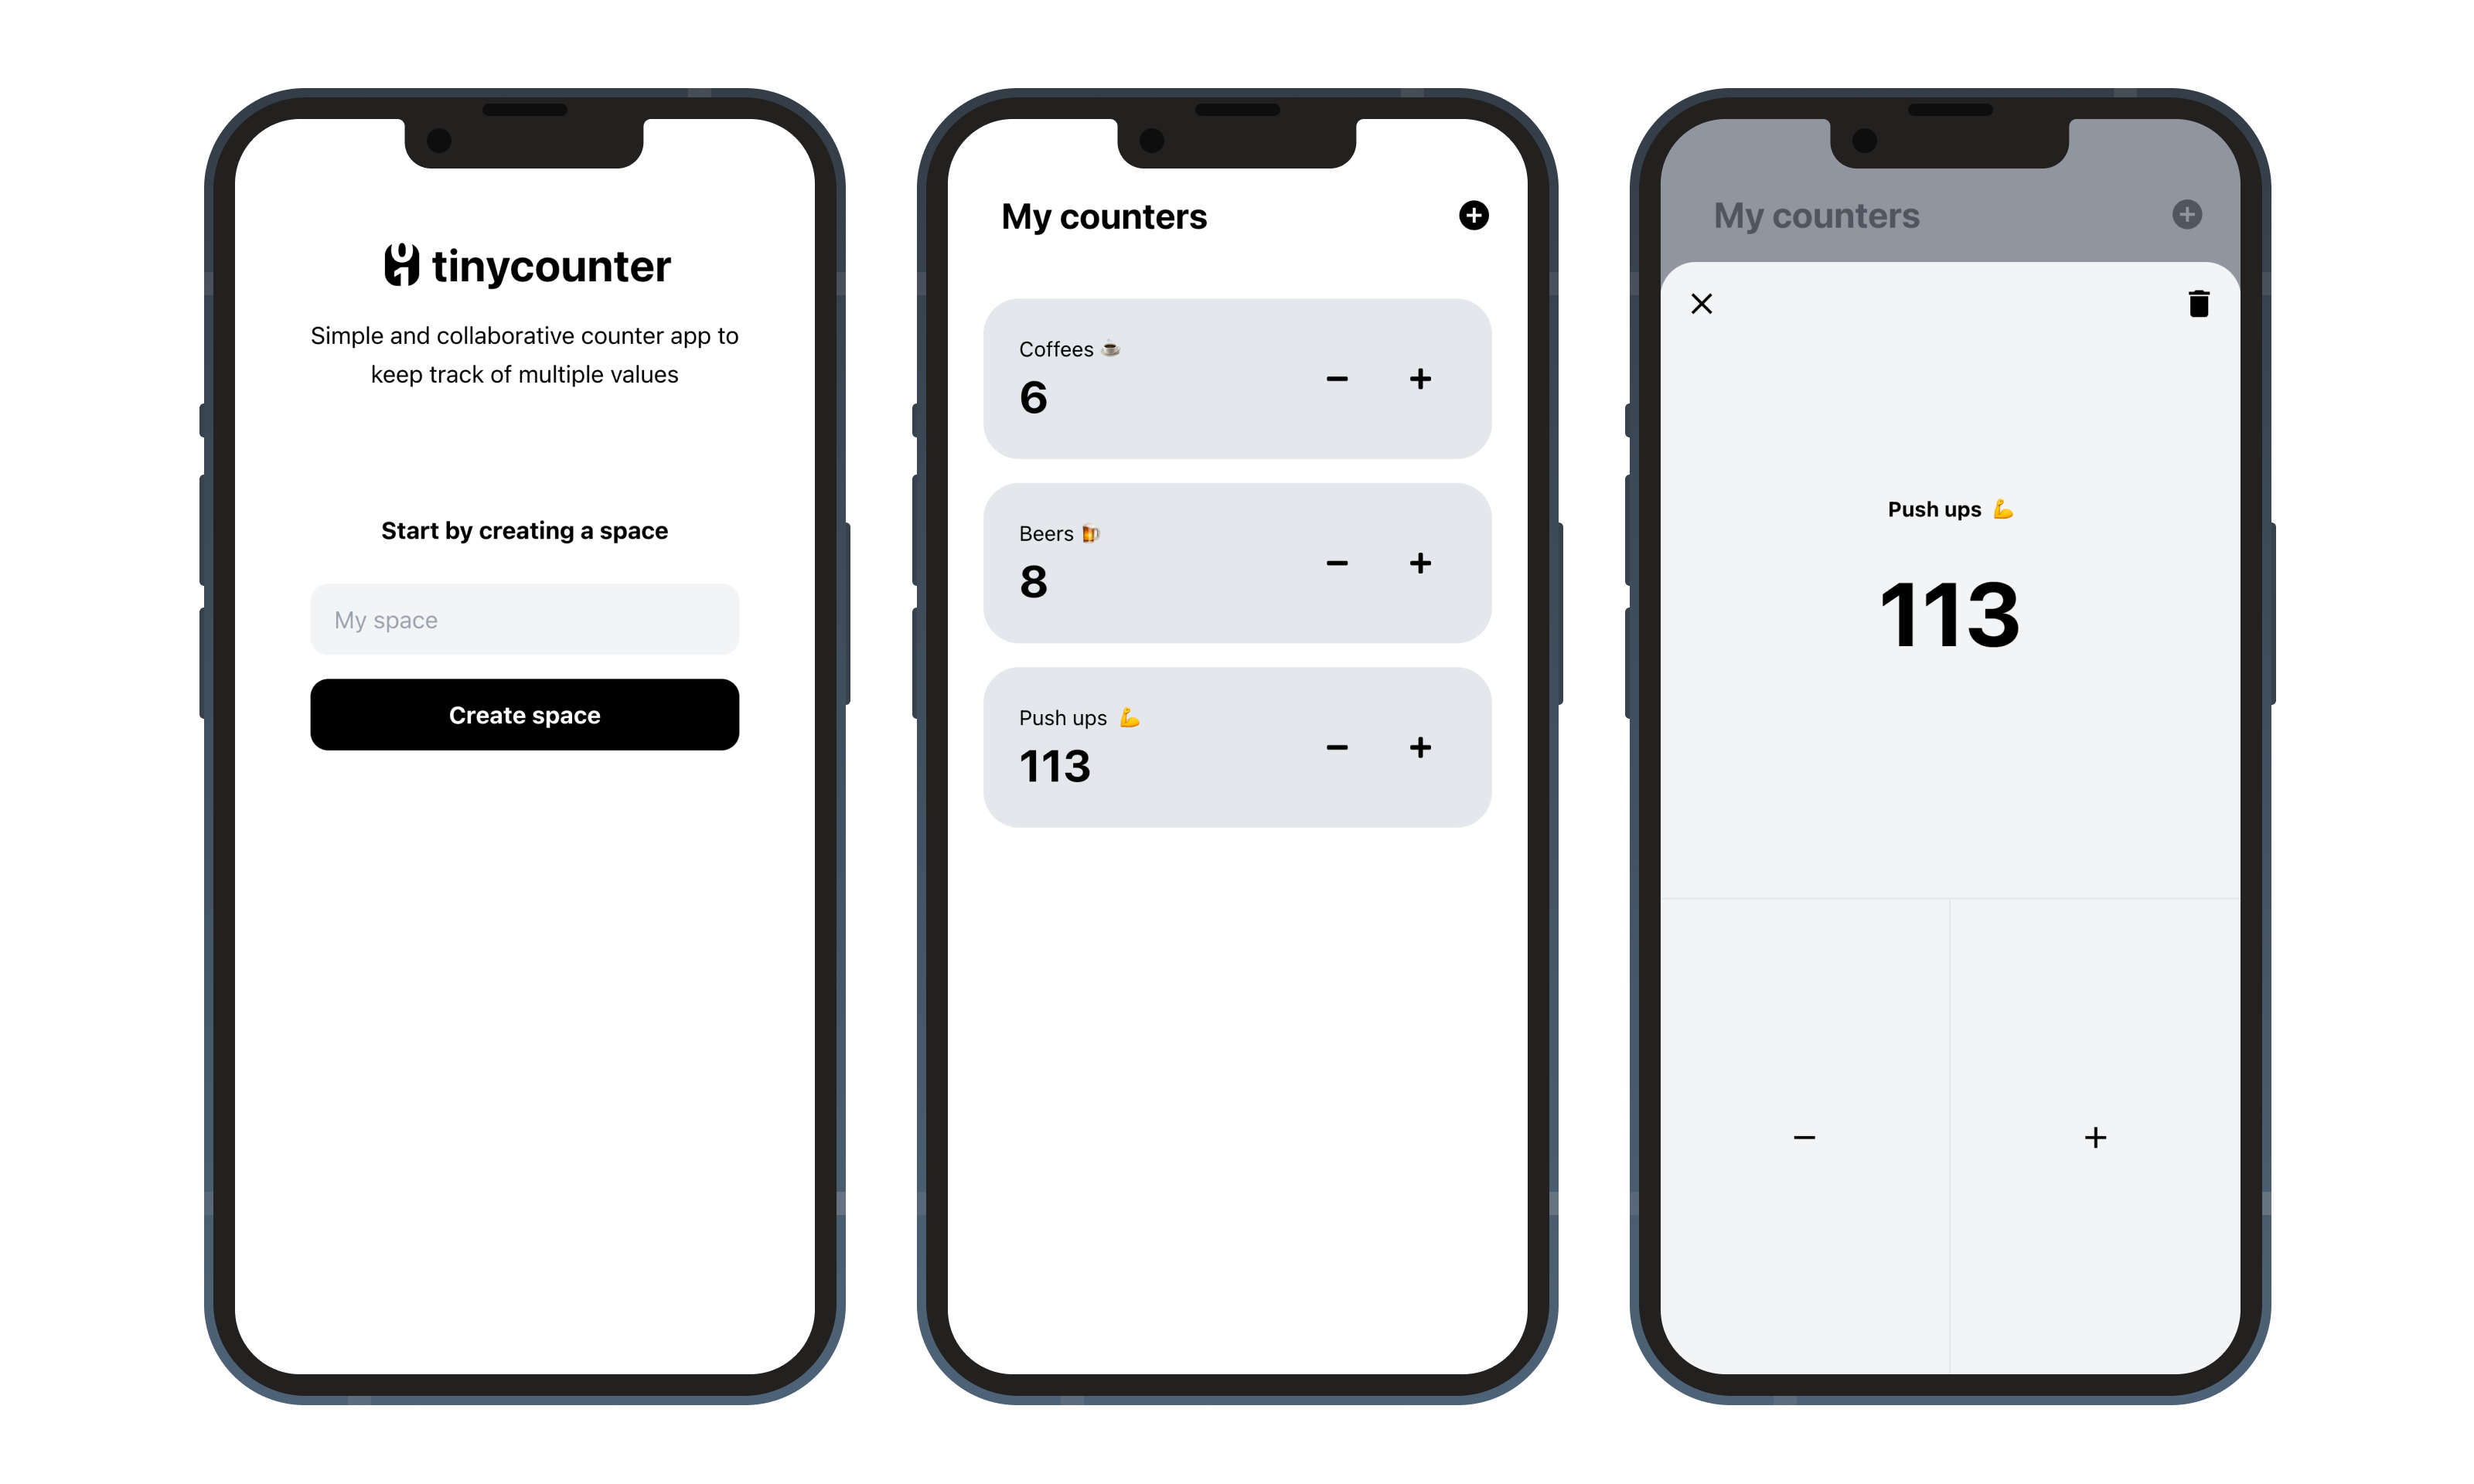 tinycounter
Simple and collaborative counter app to
keep track of multiple values
Start by creating a space
My space
Create space
My counters
Coffees ☕
6
Beers 🍺
8
Push ups 💪
113
My counters
Push ups 💪
113